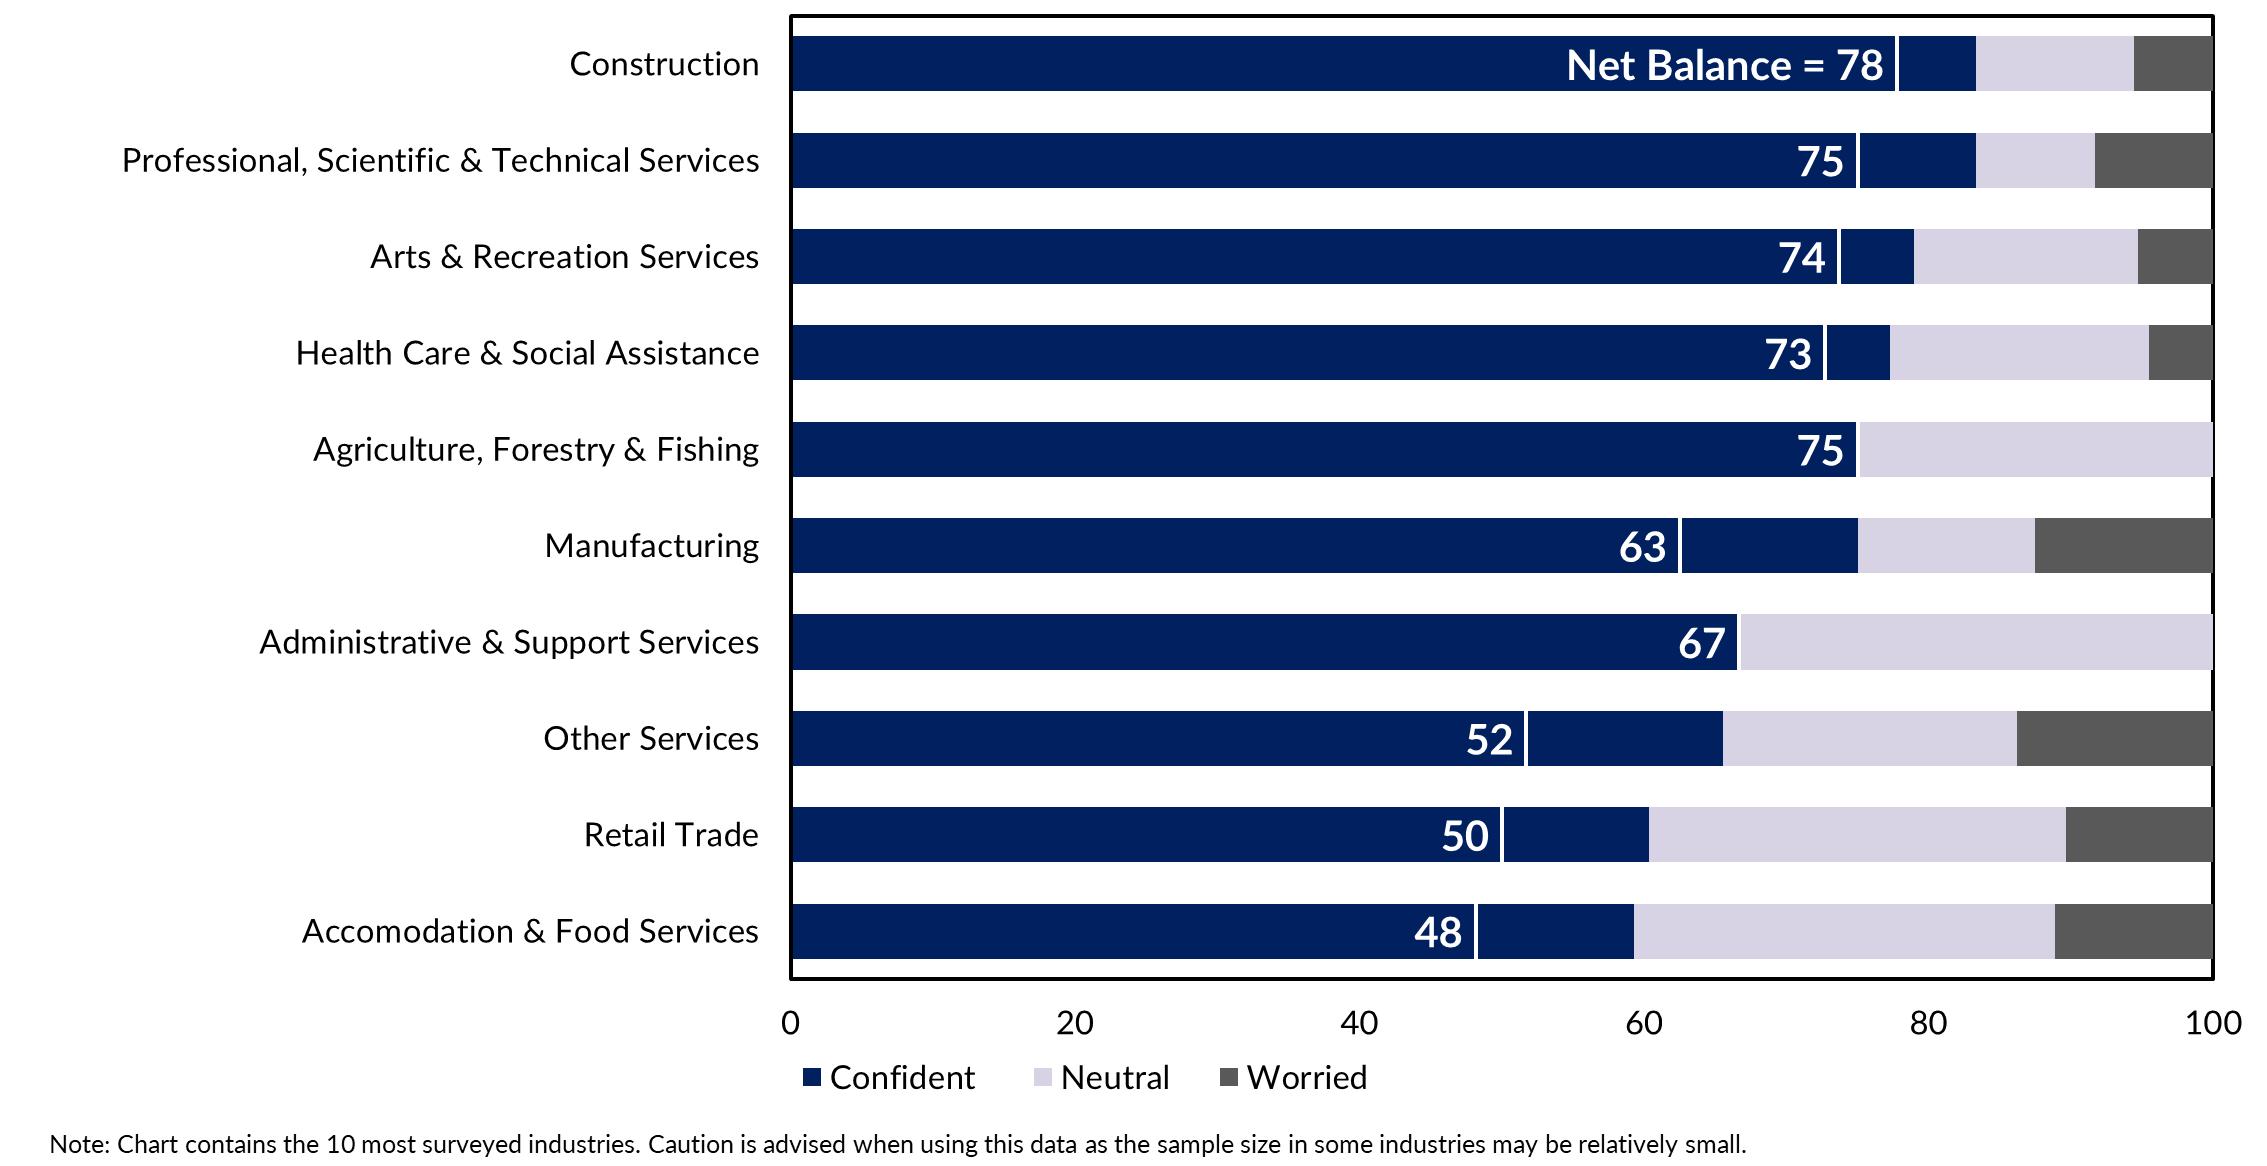 Construction Net Balance = 78
Professional, Scientific & Technical Services 75
Arts & Recreation Services 74
Health Care & Social Assistance 73
Agriculture, Forestry & Fishing 75
Manufacturing 63
Administrative & Support Services 67
Other Services 52
Retail Trade 50
Accomodation & Food Services 48
0 20 40 60 80 100
Confident Neutral Worried
Note: Chart contains the 10 most surveyed industries. Caution is advised when using this data as the sample size in some industries may be relatively small.